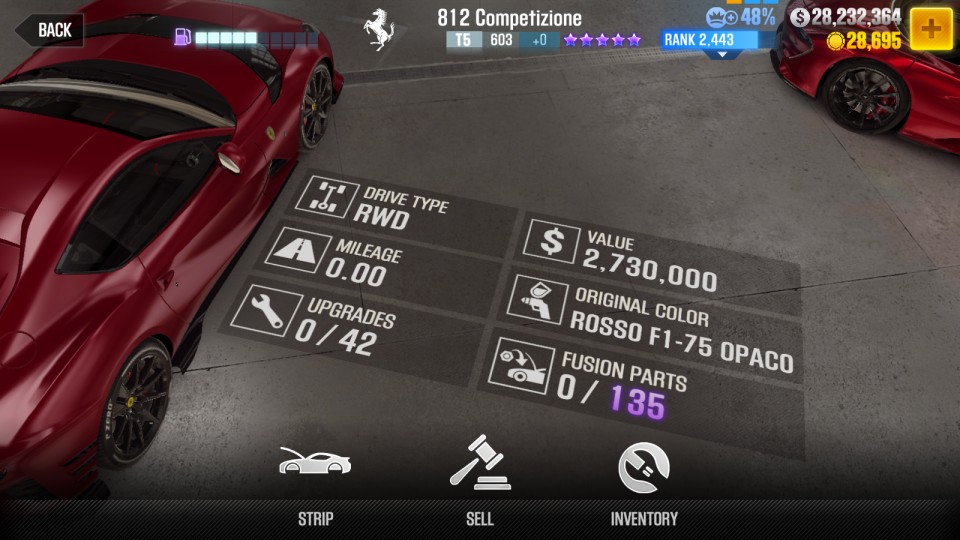 BACK
812 Competizione
T5 603 +0
48%
28,232,364
28,695
RANK 2,443
DRIVE TYPE
RWD
MILEAGE
0.00
UPGRADES
0/42
VALUE
2,730,000
ORIGINAL COLOR
ROSSO F1-75 OPACO
FUSION PARTS
0/ 135
P ZERO
STRIP
SELL
INVENTORY